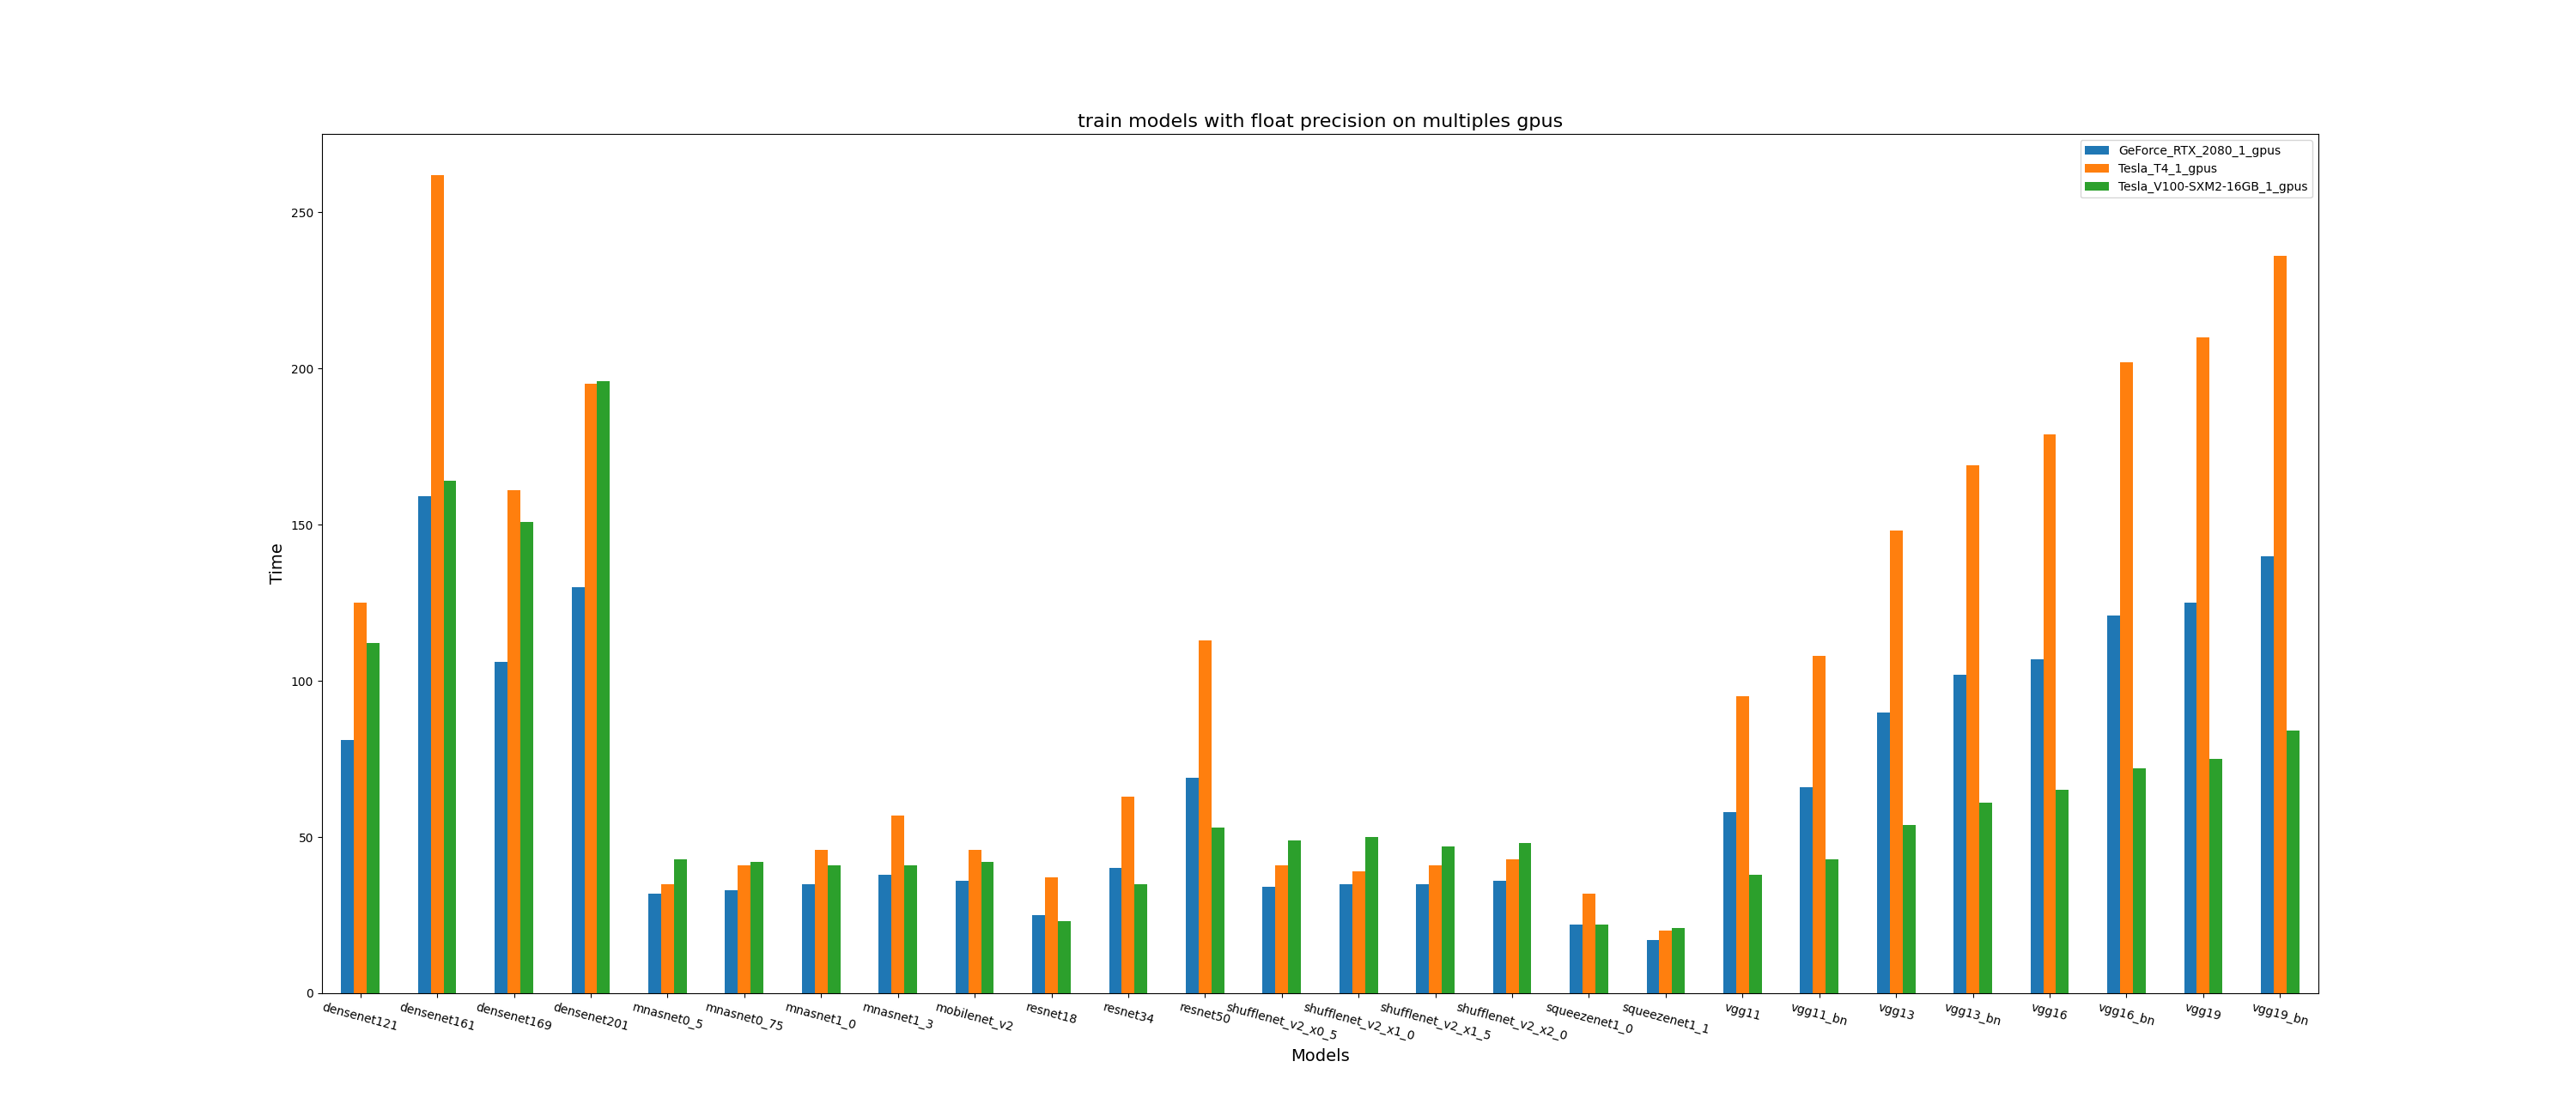 train models with float precision on multiples gpus
GeForce_RTX_2080_1_gpus
Tesla_T4_1_gpus
Tesla_V100-SXM2-16GB_1_gpus
250
200
150
100
50
0
Time
densenet121
densenet161
densenet169
densenet201
mnasnet0_5
mnasnet0_75
mnasnet1_0
mnasnet1_3
mobilenet_v2
resnet18
resnet34
resnet50
shufflenet_v2_x0_5
shufflenet_v2_x1_0
shufflenet_v2_x1_5
shufflenet_v2_x2_0
squeezenet1_0
squeezenet1_1
vgg11
vgg11_bn
vgg13
vgg13_bn
vgg16
vgg16_bn
vgg19
vgg19_bn
Models